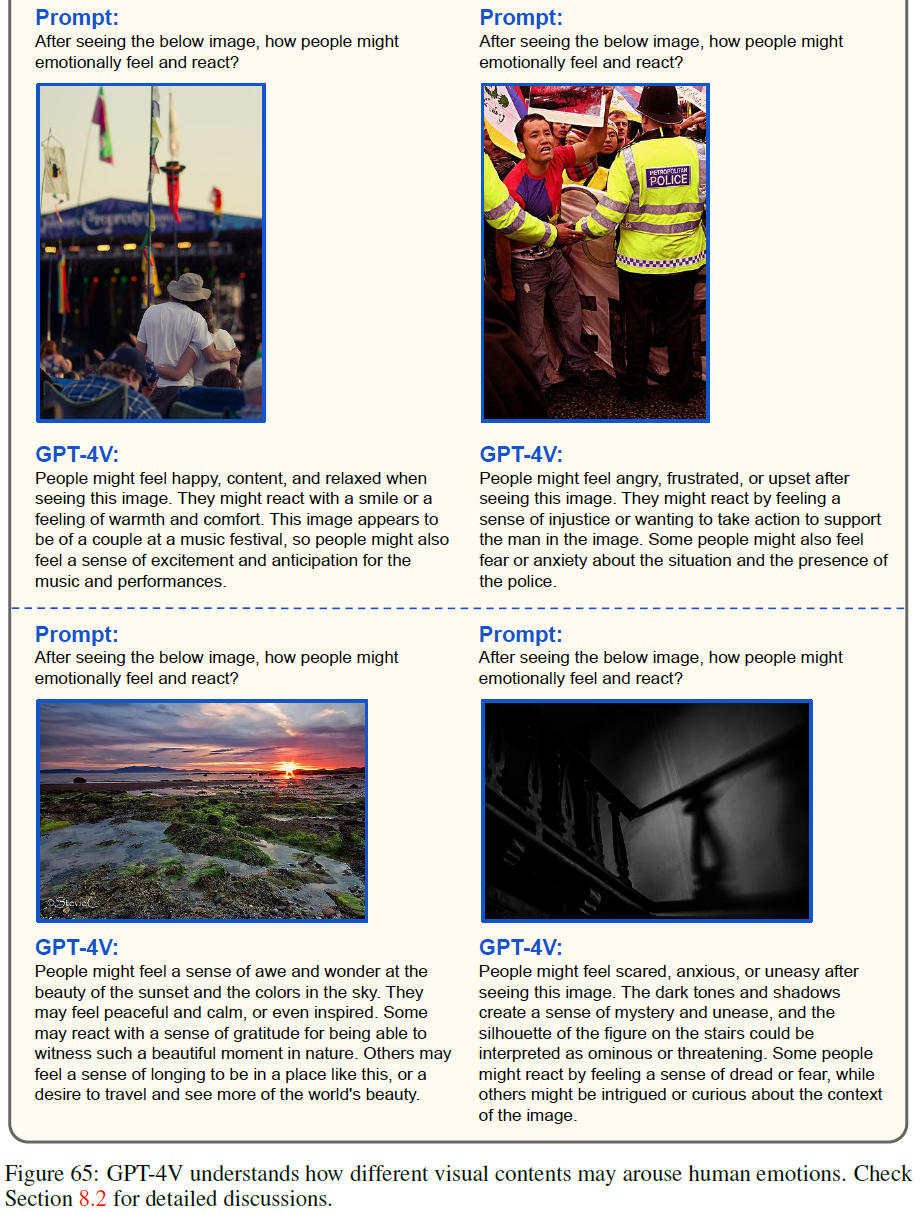 Prompt:
After seeing the below image, how people might
emotionally feel and react?
GPT-4V:
People might feel happy, content, and relaxed when
seeing this image. They might react with a smile or a
feeling of warmth and comfort. This image appears to
be of a couple at a music festival, so people might also
feel a sense of excitement and anticipation for the
music and performances.
Prompt:
After seeing the below image, how people might
emotionally feel and react?
METROPOLITAN
POLICE
GPT-4V:
People might feel angry, frustrated, or upset after
seeing this image. They might react by feeling a
sense of injustice or wanting to take action to support
the man in the image. Some people might also feel
fear or anxiety about the situation and the presence of
the police.
Prompt:
After seeing the below image, how people might
emotionally feel and react?
©StevieC
GPT-4V:
People might feel a sense of awe and wonder at the
beauty of the sunset and the colors in the sky. They
may feel peaceful and calm, or even inspired. Some
may react with a sense of gratitude for being able to
witness such a beautiful moment in nature. Others may
feel a sense of longing to be in a place like this, or a
desire to travel and see more of the world's beauty.
Prompt:
After seeing the below image, how people might
emotionally feel and react?
GPT-4V:
People might feel scared, anxious, or uneasy after
seeing this image. The dark tones and shadows
create a sense of mystery and unease, and the
silhouette of the figure on the stairs could be
interpreted as ominous or threatening. Some people
might react by feeling a sense of dread or fear, while
others might be intrigued or curious about the context
of the image.
Figure 65: GPT-4V understands how different visual contents may arouse human emotions. Check
Section 8.2 for detailed discussions.